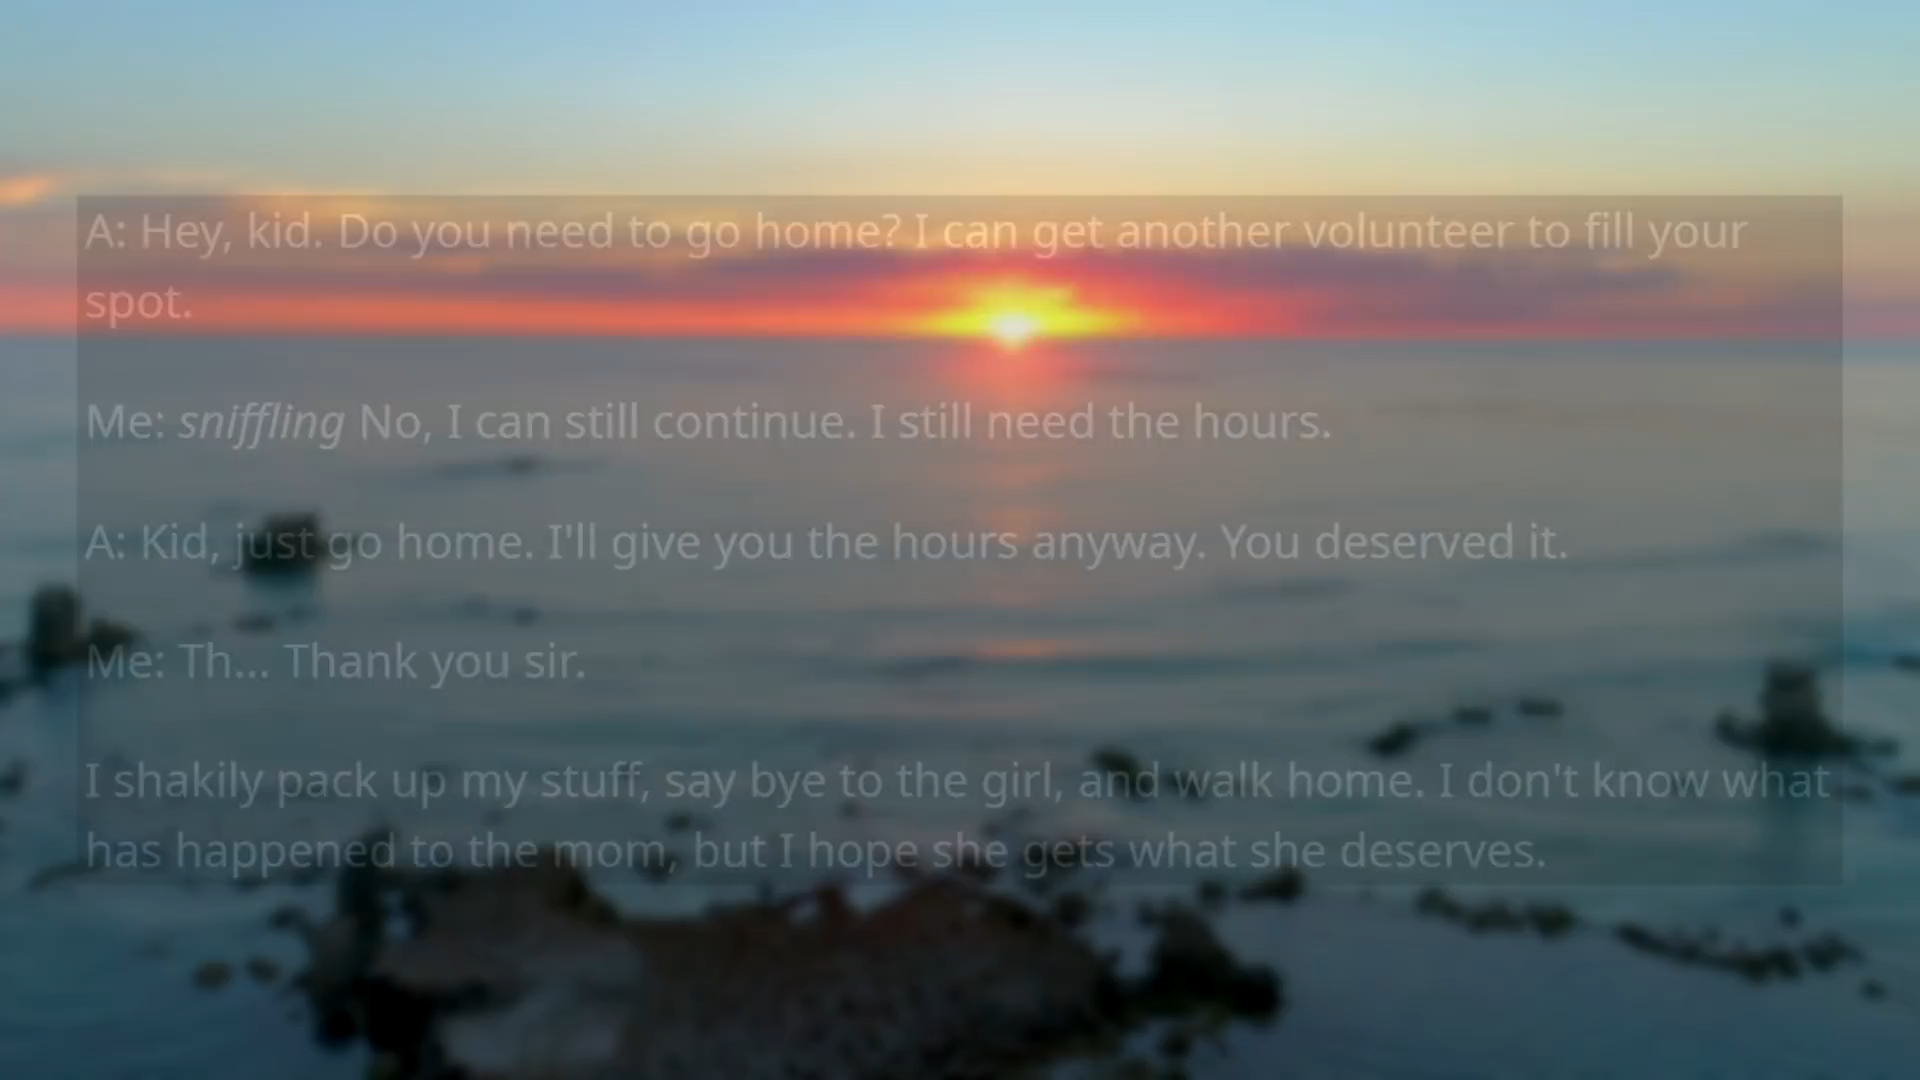 A: Hey, kid. Do you need to go home? I can get another volunteer to fill your
spot.
Me: sniffling No, I can still continue. I still need the hours.
A: Kid, just go home. I'll give you the hours anyway. You deserved it.
Me: Th... Thank you sir.
I shakily pack up my stuff, say bye to the girl, and walk home. I don't know what
has happened to the mom, but I hope she gets what she deserves.